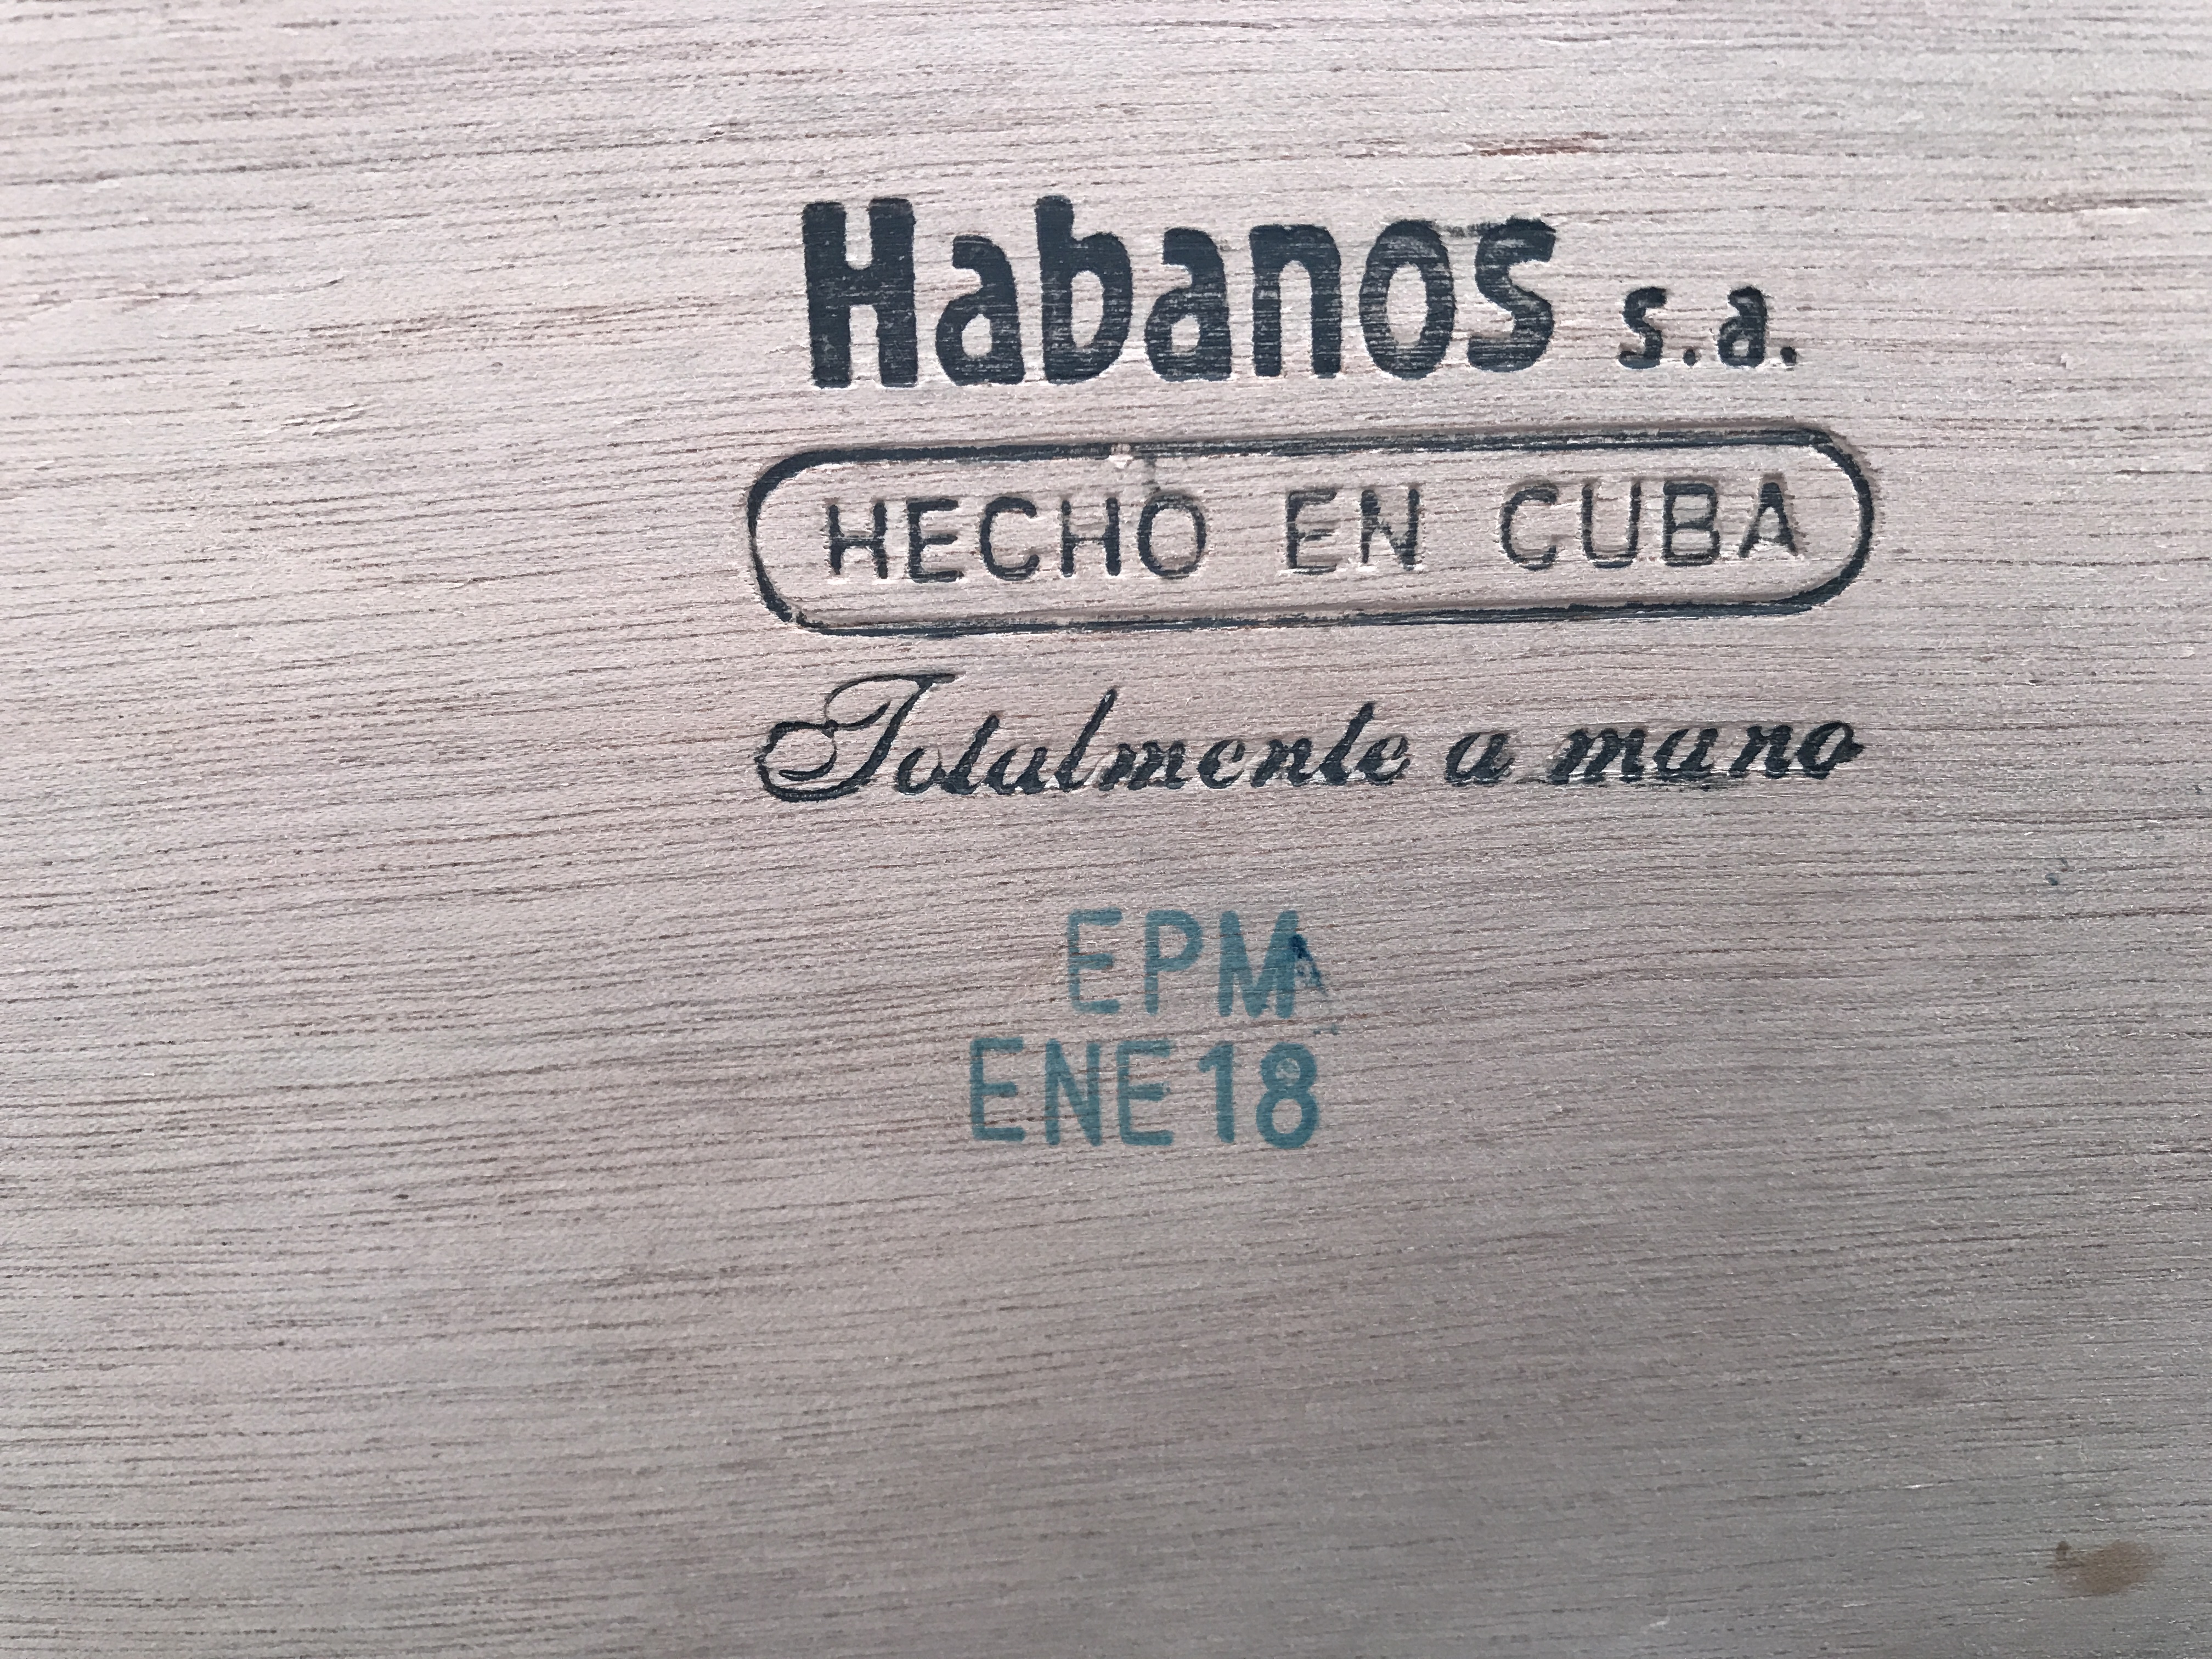 Habanos s.a.
HECHO EN CUBA
Totalmente a mano
EPM
ENE18